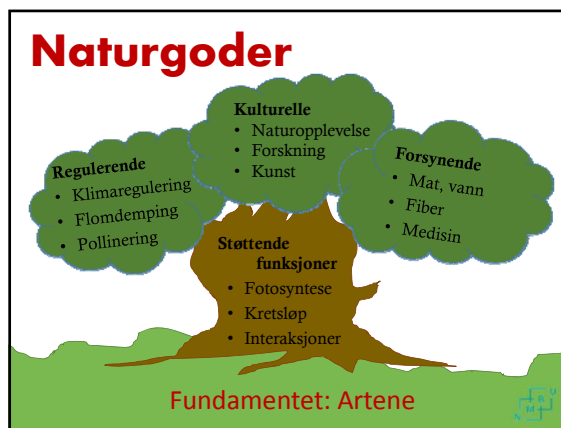 Naturgoder
Kulturelle
• Naturopplevelse
• Forskning
• Kunst
Regulerende
• Klimaregulering
• Flomdemping
• Pollinering
Forsynende
• Mat, vann
• Fiber
• Medisin
Støttende
funksjoner
• Fotosyntese
• Kretsløp
• Interaksjoner
Fundamentet: Artene
N M B U